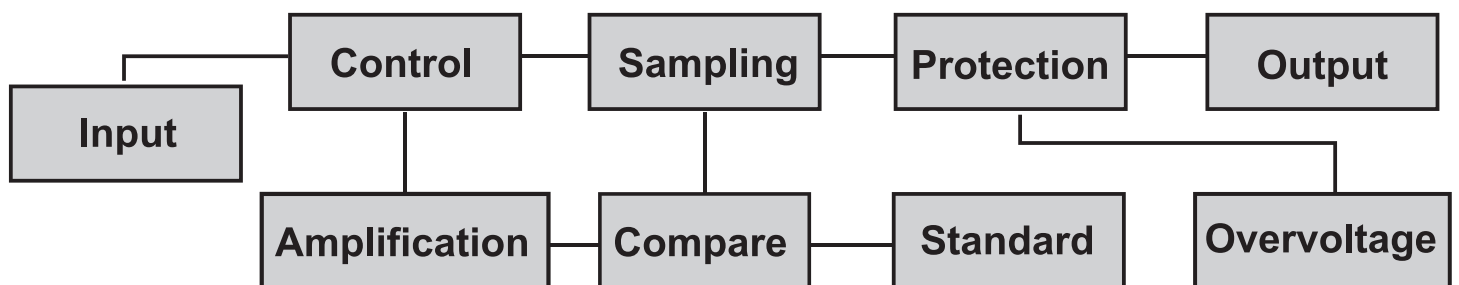 Control
Sampling
Protection
Output
Input
Amplification
Compare
Standard
Overvoltage